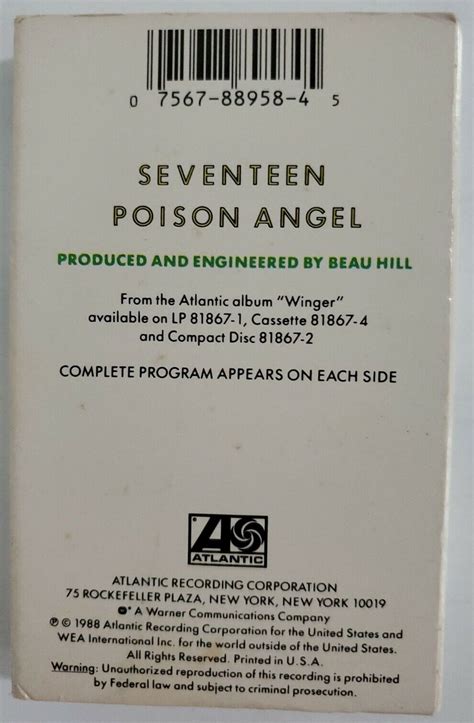 0 7567-88958-4 5
SEVENTEEN
POISON ANGEL
PRODUCED AND ENGINEERED BY BEAU HILL
From the Atlantic album "Winger"
available on LP 81867-1, Cassette 81867-4
and Compact Disc 81867-2
COMPLETE PROGRAM APPEARS ON EACH SIDE
ATLANTIC
ATLANTIC RECORDING CORPORATION
75 ROCKEFELLER PLAZA, NEW YORK, NEW YORK 10019
A Warner Communications Company
℗ © 1988 Atlantic Recording Corporation for the United States and
WEA International Inc. for the world outside of the United States.
All Rights Reserved. Printed in U.S.A.
Warning: Unauthorized reproduction of this recording is prohibited
by Federal law and subject to criminal prosecution.